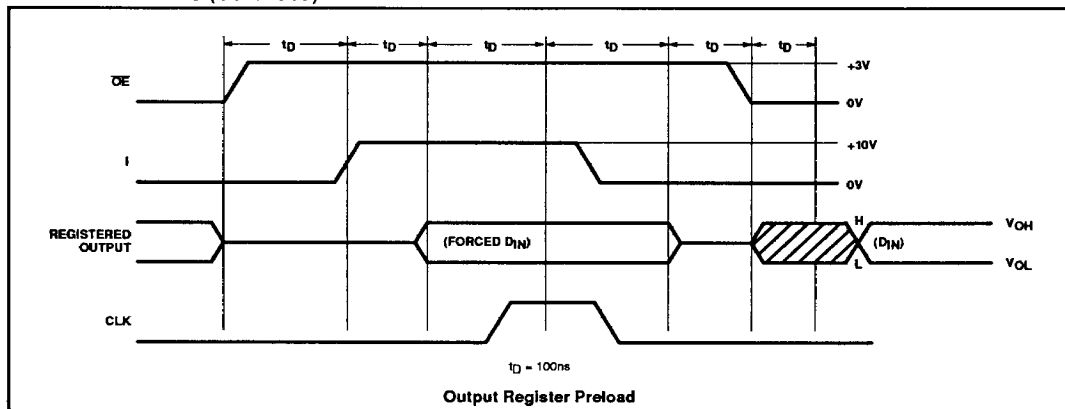 tD tD tD tD tD tD
OE +3V
0V
I +10V
0V
REGISTERED OUTPUT (FORCED DIN) H (DIN) VOH
L VOL
CLK
tD = 100ns
Output Register Preload